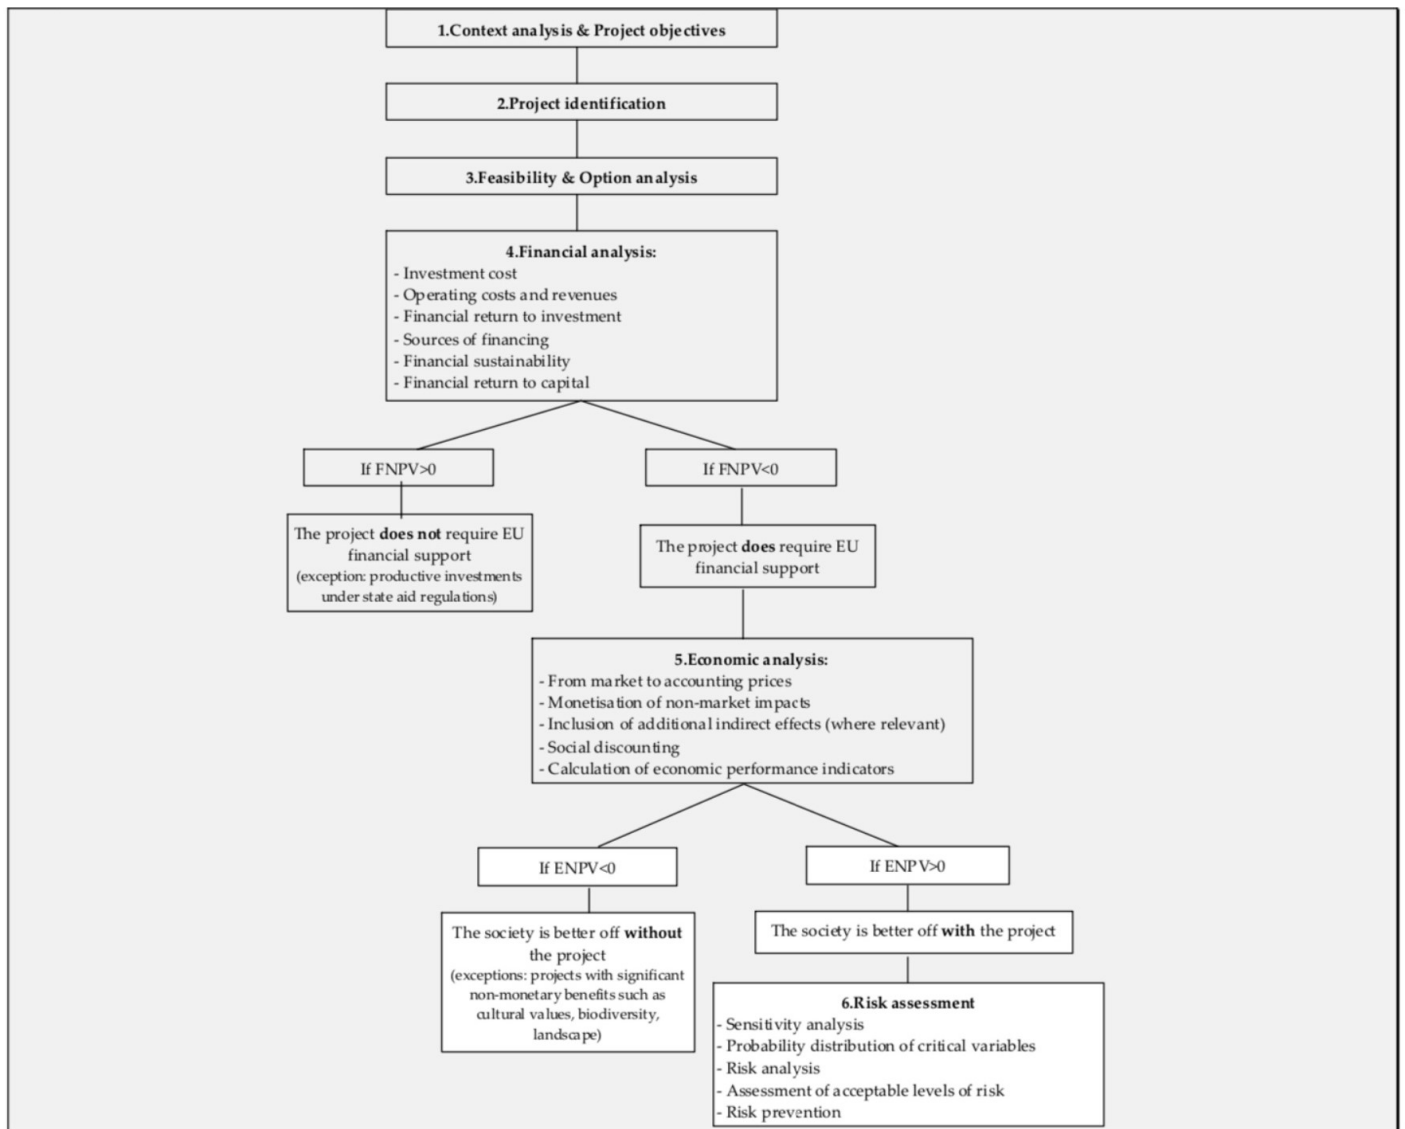 1.Context analysis & Project objectives
2.Project identification
3.Feasibility & Option analysis
4.Financial analysis:
- Investment cost
- Operating costs and revenues
- Financial return to investment
- Sources of financing
- Financial sustainability
- Financial return to capital
If FNPV>0
The project does not require EU
financial support
(exception: productive investments
under state aid regulations)
If FNPV<0
The project does require EU
financial support
5.Economic analysis:
- From market to accounting prices
- Monetisation of non-market impacts
- Inclusion of additional indirect effects (where relevant)
- Social discounting
- Calculation of economic performance indicators
If ENPV<0
The society is better off without
the project
(exceptions: projects with significant
non-monetary benefits such as
cultural values, biodiversity,
landscape)
If ENPV>0
The society is better off with the project
6.Risk assessment
- Sensitivity analysis
- Probability distribution of critical variables
- Risk analysis
- Assessment of acceptable levels of risk
- Risk prevention